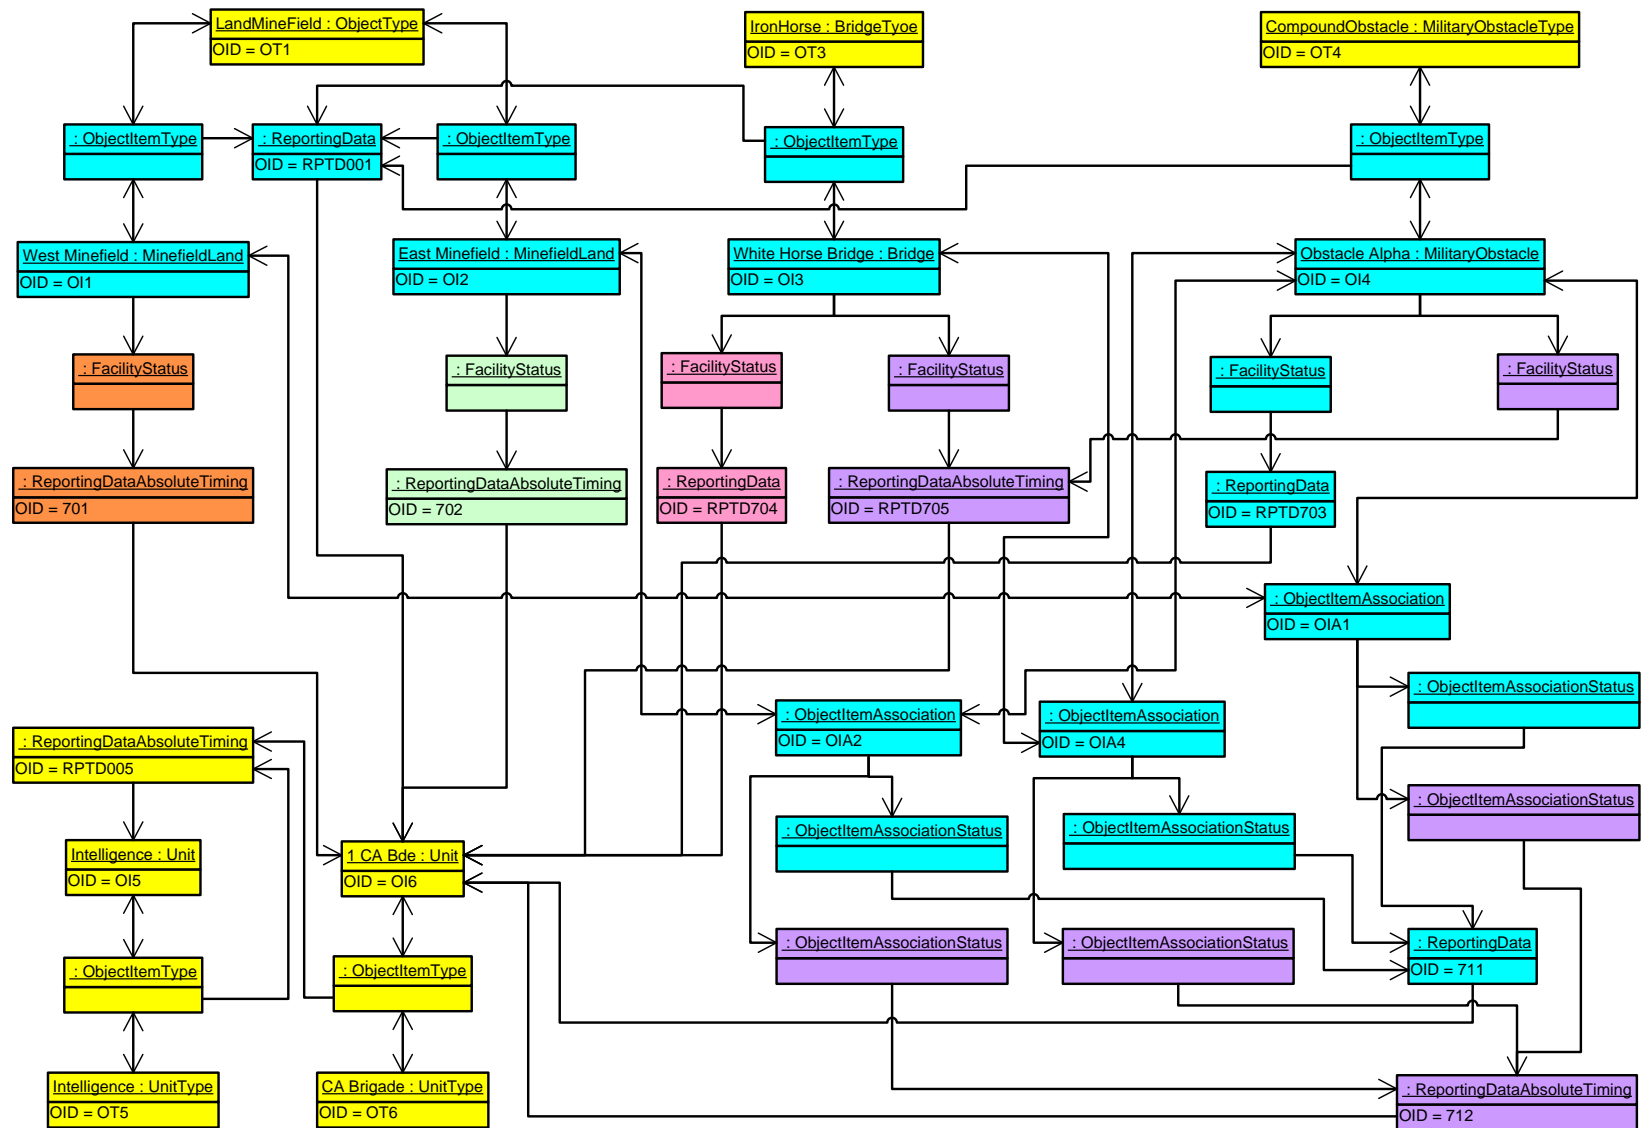 LandMineField : ObjectType
OID = OT1
IronHorse : BridgeTyoe
OID = OT3
CompoundObstacle : MilitaryObstacleType
OID = OT4
: ObjectItemType
: ReportingData
OID = RPTD001
: ObjectItemType
: ObjectItemType
: ObjectItemType
West Minefield : MinefieldLand
OID = OI1
East Minefield : MinefieldLand
OID = OI2
White Horse Bridge : Bridge
OID = OI3
Obstacle Alpha : MilitaryObstacle
OID = OI4
: FacilityStatus
: FacilityStatus
: FacilityStatus
: FacilityStatus
: FacilityStatus
: FacilityStatus
: ReportingDataAbsoluteTiming
OID = 701
: ReportingDataAbsoluteTiming
OID = 702
: ReportingData
OID = RPTD704
: ReportingDataAbsoluteTiming
OID = RPTD705
: ReportingData
OID = RPTD703
: ObjectItemAssociation
OID = OIA1
: ObjectItemAssociationStatus
: ObjectItemAssociation
OID = OIA2
: ObjectItemAssociation
OID = OIA4
: ReportingDataAbsoluteTiming
OID = RPTD005
: ObjectItemAssociationStatus
: ObjectItemAssociationStatus
: ObjectItemAssociationStatus
Intelligence : Unit
OID = OI5
1 CA Bde : Unit
OID = OI6
: ObjectItemAssociationStatus
: ObjectItemAssociationStatus
: ReportingData
OID = 711
: ObjectItemType
: ObjectItemType
Intelligence : UnitType
OID = OT5
CA Brigade : UnitType
OID = OT6
: ReportingDataAbsoluteTiming
OID = 712